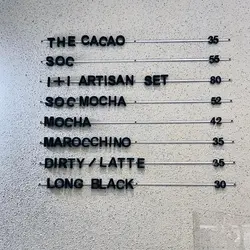 THE CACAO 35
SOC 55
1+1 ARTISAN SET 80
SOC MOCHA 52
MOCHA 42
MAROCCHINO 35
DIRTY/LATTE 35
LONG BLACK 30